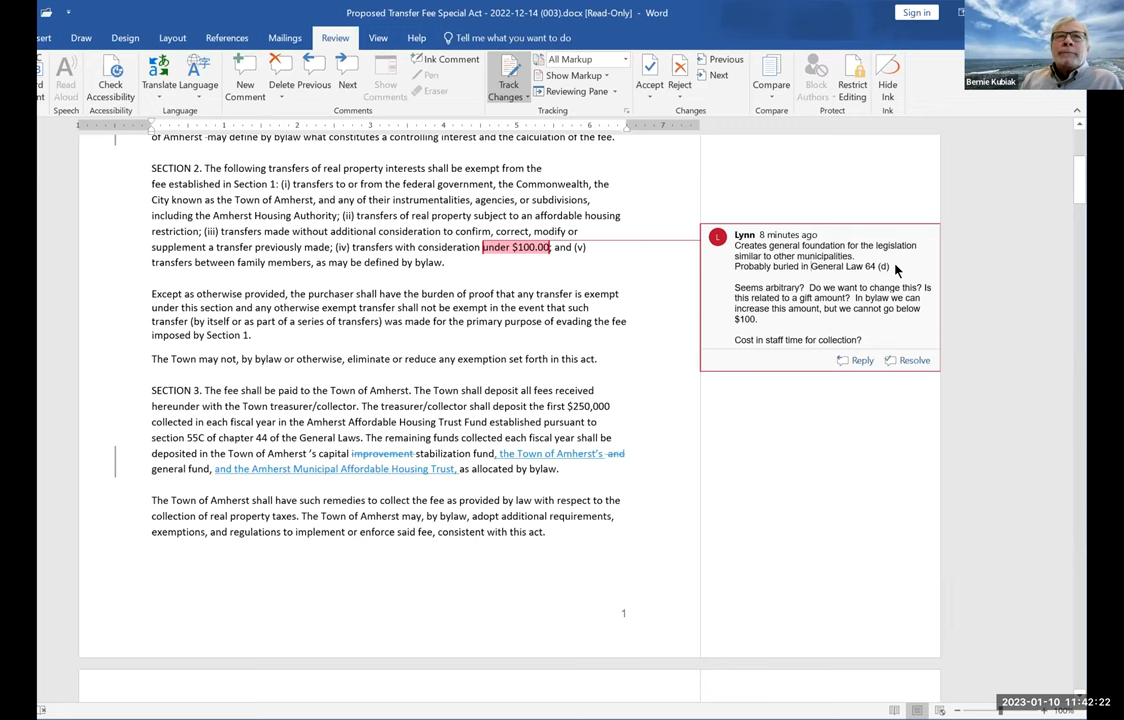 Proposed Transfer Fee Special Act - 2022-12-14 (003).docx [Read-Only] - Word
Sign in
Draw Design Layout References Mailings Review View Help Tell me what you want to do
Read Aloud
Check Accessibility
Translate Language
New Comment
Delete Previous Next
Show Comments
Ink Comment
Pen
Eraser
Track Changes
All Markup
Show Markup
Reviewing Pane
Accept Reject
Previous
Next
Compare
Block Authors
Restrict Editing
Hide Ink
Speech Accessibility Language Comments Tracking Changes Compare Protect Ink
Bernie Kubiak
1 1 2 3 4 5 6 7
of Amherst may define by bylaw what constitutes a controlling interest and the calculation of the fee.
SECTION 2. The following transfers of real property interests shall be exempt from the
fee established in Section 1: (i) transfers to or from the federal government, the Commonwealth, the
City known as the Town of Amherst, and any of their instrumentalities, agencies, or subdivisions,
including the Amherst Housing Authority; (ii) transfers of real property subject to an affordable housing
restriction; (iii) transfers made without additional consideration to confirm, correct, modify or
supplement a transfer previously made; (iv) transfers with consideration under $100.00; and (v)
transfers between family members, as may be defined by bylaw.
Except as otherwise provided, the purchaser shall have the burden of proof that any transfer is exempt
under this section and any otherwise exempt transfer shall not be exempt in the event that such
transfer (by itself or as part of a series of transfers) was made for the primary purpose of evading the fee
imposed by Section 1.
The Town may not, by bylaw or otherwise, eliminate or reduce any exemption set forth in this act.
SECTION 3. The fee shall be paid to the Town of Amherst. The Town shall deposit all fees received
hereunder with the Town treasurer/collector. The treasurer/collector shall deposit the first $250,000
collected in each fiscal year in the Amherst Affordable Housing Trust Fund established pursuant to
section 55C of chapter 44 of the General Laws. The remaining funds collected each fiscal year shall be
deposited in the Town of Amherst 's capital improvement stabilization fund, the Town of Amherst's and
general fund, and the Amherst Municipal Affordable Housing Trust, as allocated by bylaw.
The Town of Amherst shall have such remedies to collect the fee as provided by law with respect to the
collection of real property taxes. The Town of Amherst may, by bylaw, adopt additional requirements,
exemptions, and regulations to implement or enforce said fee, consistent with this act.
1
L
Lynn 8 minutes ago
Creates general foundation for the legislation
similar to other municipalities.
Probably buried in General Law 64 (d)
Seems arbitrary? Do we want to change this? Is
this related to a gift amount? In bylaw we can
increase this amount, but we cannot go below
$100.
Cost in staff time for collection?
Reply Resolve
2023-01-10 11:42:22
100%